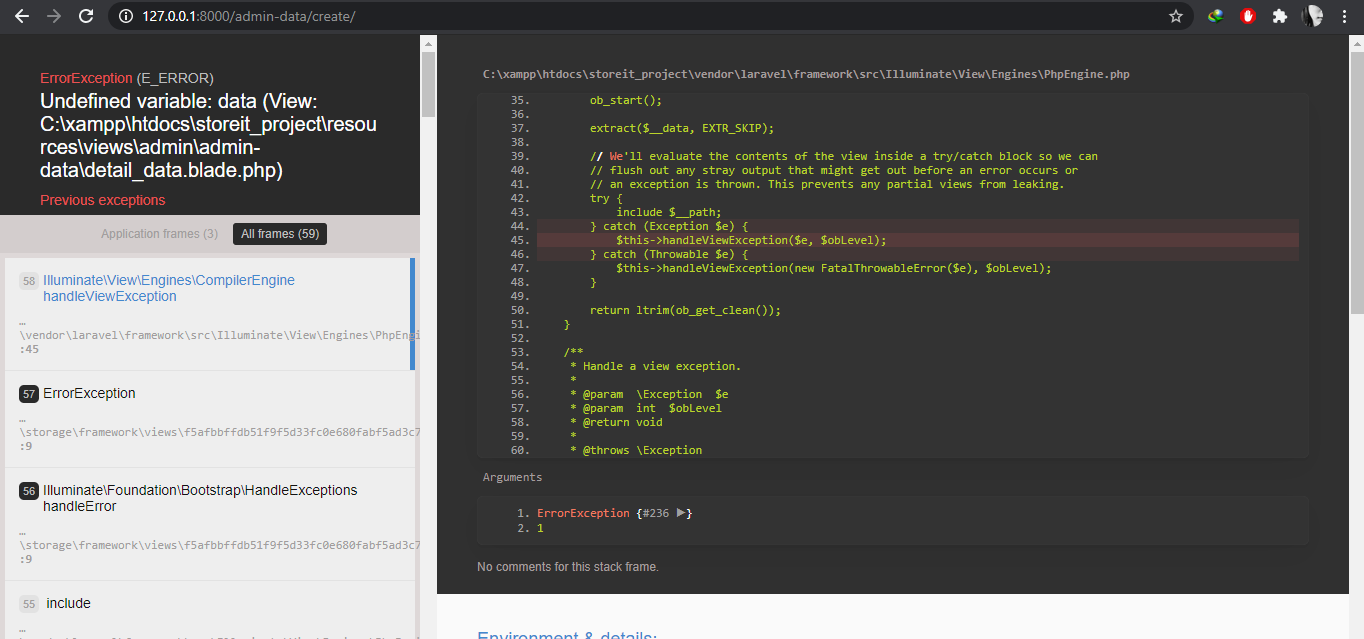 127.0.0.1:8000/admin-data/create/
ErrorException (E_ERROR)
Undefined variable: data (View:
C:\xampp\htdocs\storeit_project\resou
rces\views\admin\admin-
data\detail_data.blade.php)
Previous exceptions
Application frames (3)
All frames (59)
58 Illuminate\View\Engines\CompilerEngine
handleViewException
…
\vendor\laravel\framework\src\Illuminate\View\Engines\PhpEngi
:45
57 ErrorException
…
\storage\framework\views\f5afbbffdb51f9f5d33fc0e680fabf5ad3c7
:9
56 Illuminate\Foundation\Bootstrap\HandleExceptions
handleError
…
\storage\framework\views\f5afbbffdb51f9f5d33fc0e680fabf5ad3c7
:9
55 include
…
C:\xampp\htdocs\storeit_project\vendor\laravel\framework\src\Illuminate\View\Engines\PhpEngine.php
35. ob_start();
36.
37. extract($__data, EXTR_SKIP);
38.
39. // We'll evaluate the contents of the view inside a try/catch block so we can
40. // flush out any stray output that might get out before an error occurs or
41. // an exception is thrown. This prevents any partial views from leaking.
42. try {
43. include $__path;
44. } catch (Exception $e) {
45. $this->handleViewException($e, $obLevel);
46. } catch (Throwable $e) {
47. $this->handleViewException(new FatalThrowableError($e), $obLevel);
48. }
49.
50. return ltrim(ob_get_clean());
51. }
52.
53. /**
54. * Handle a view exception.
55. *
56. * @param \Exception $e
57. * @param int $obLevel
58. * @return void
59. *
60. * @throws \Exception
Arguments
1. ErrorException {#236 ▶}
2. 1
No comments for this stack frame.
Environment & details: